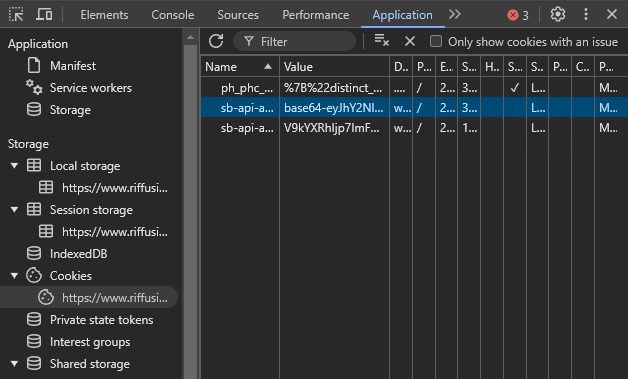 Elements Console Sources Performance Application 3
Application
Manifest
Service workers
Storage
Storage
Local storage
https://www.riffusi...
Session storage
https://www.riffusi...
IndexedDB
Cookies
https://www.riffusi...
Private state tokens
Interest groups
Shared storage
Filter Only show cookies with an issue
Name Value D... P... E... S... H... S... S... P... C... P...
ph_phc_... %7B%22distinct_... .... / 2... 3... ✓ L... M...
sb-api-a... base64-eyJhY2Nl... w... / 2... 3... L... M...
sb-api-a... V9kYXRhIjp7ImF... w... / 2... 1... L... M...